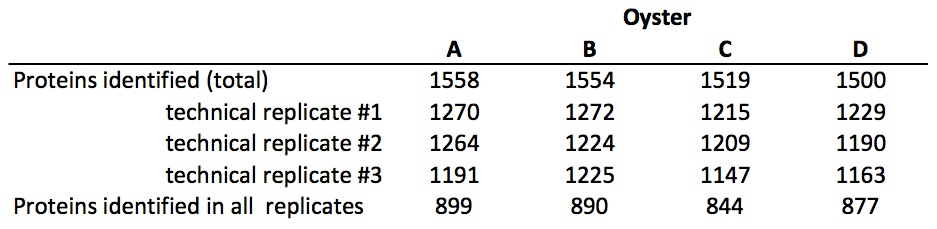 Oyster
A B C D
Proteins identified (total) 1558 1554 1519 1500
technical replicate #1 1270 1272 1215 1229
technical replicate #2 1264 1224 1209 1190
technical replicate #3 1191 1225 1147 1163
Proteins identified in all  replicates 899 890 844 877